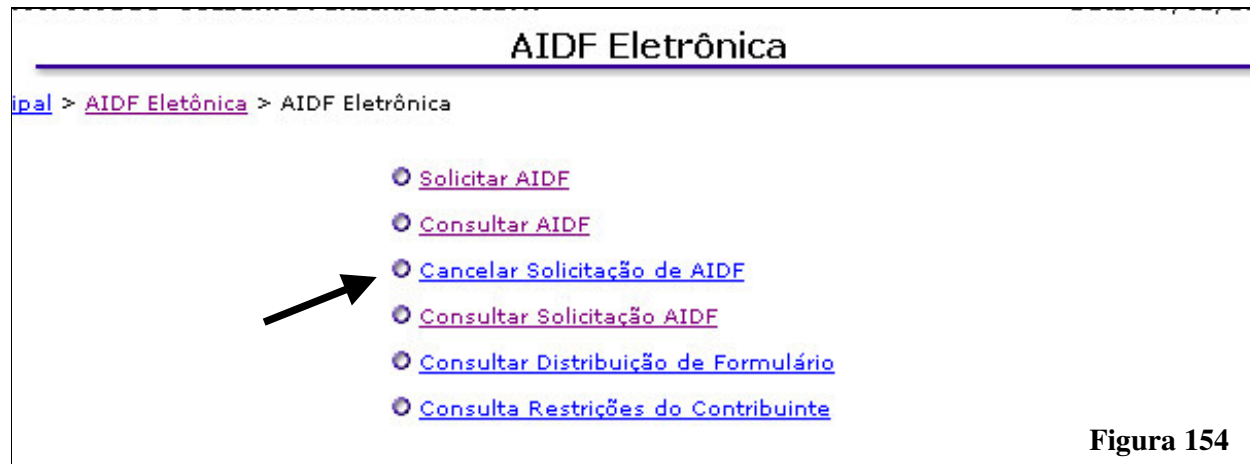 AIDF Eletrônica
ipal > AIDF Eletônica > AIDF Eletrônica
Solicitar AIDF
Consultar AIDF
Cancelar Solicitação de AIDF
Consultar Solicitação AIDF
Consultar Distribuição de Formulário
Consulta Restrições do Contribuinte
Figura 154